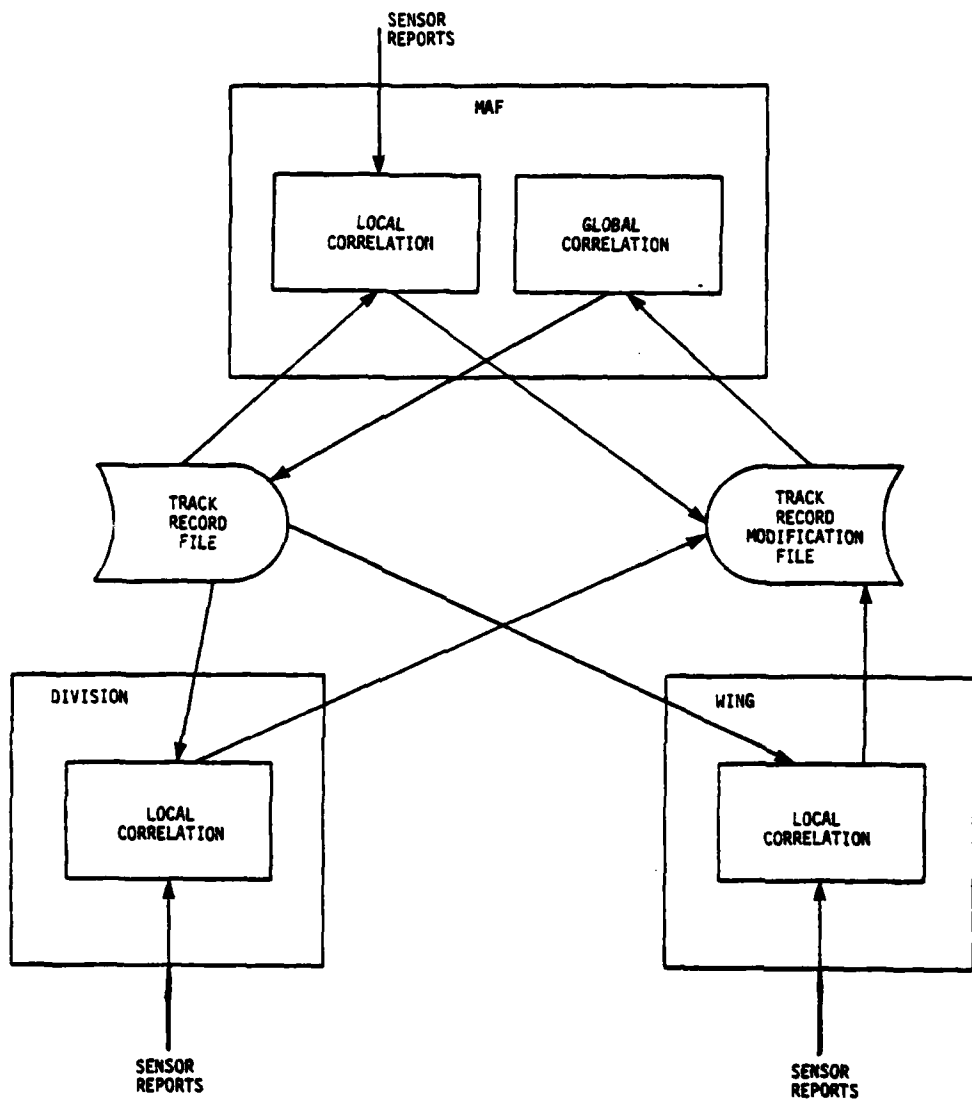 SENSOR
REPORTS
MAF
LOCAL
CORRELATION
GLOBAL
CORRELATION
TRACK
RECORD
FILE
TRACK
RECORD
MODIFICATION
FILE
DIVISION
LOCAL
CORRELATION
WING
LOCAL
CORRELATION
SENSOR
REPORTS
SENSOR
REPORTS